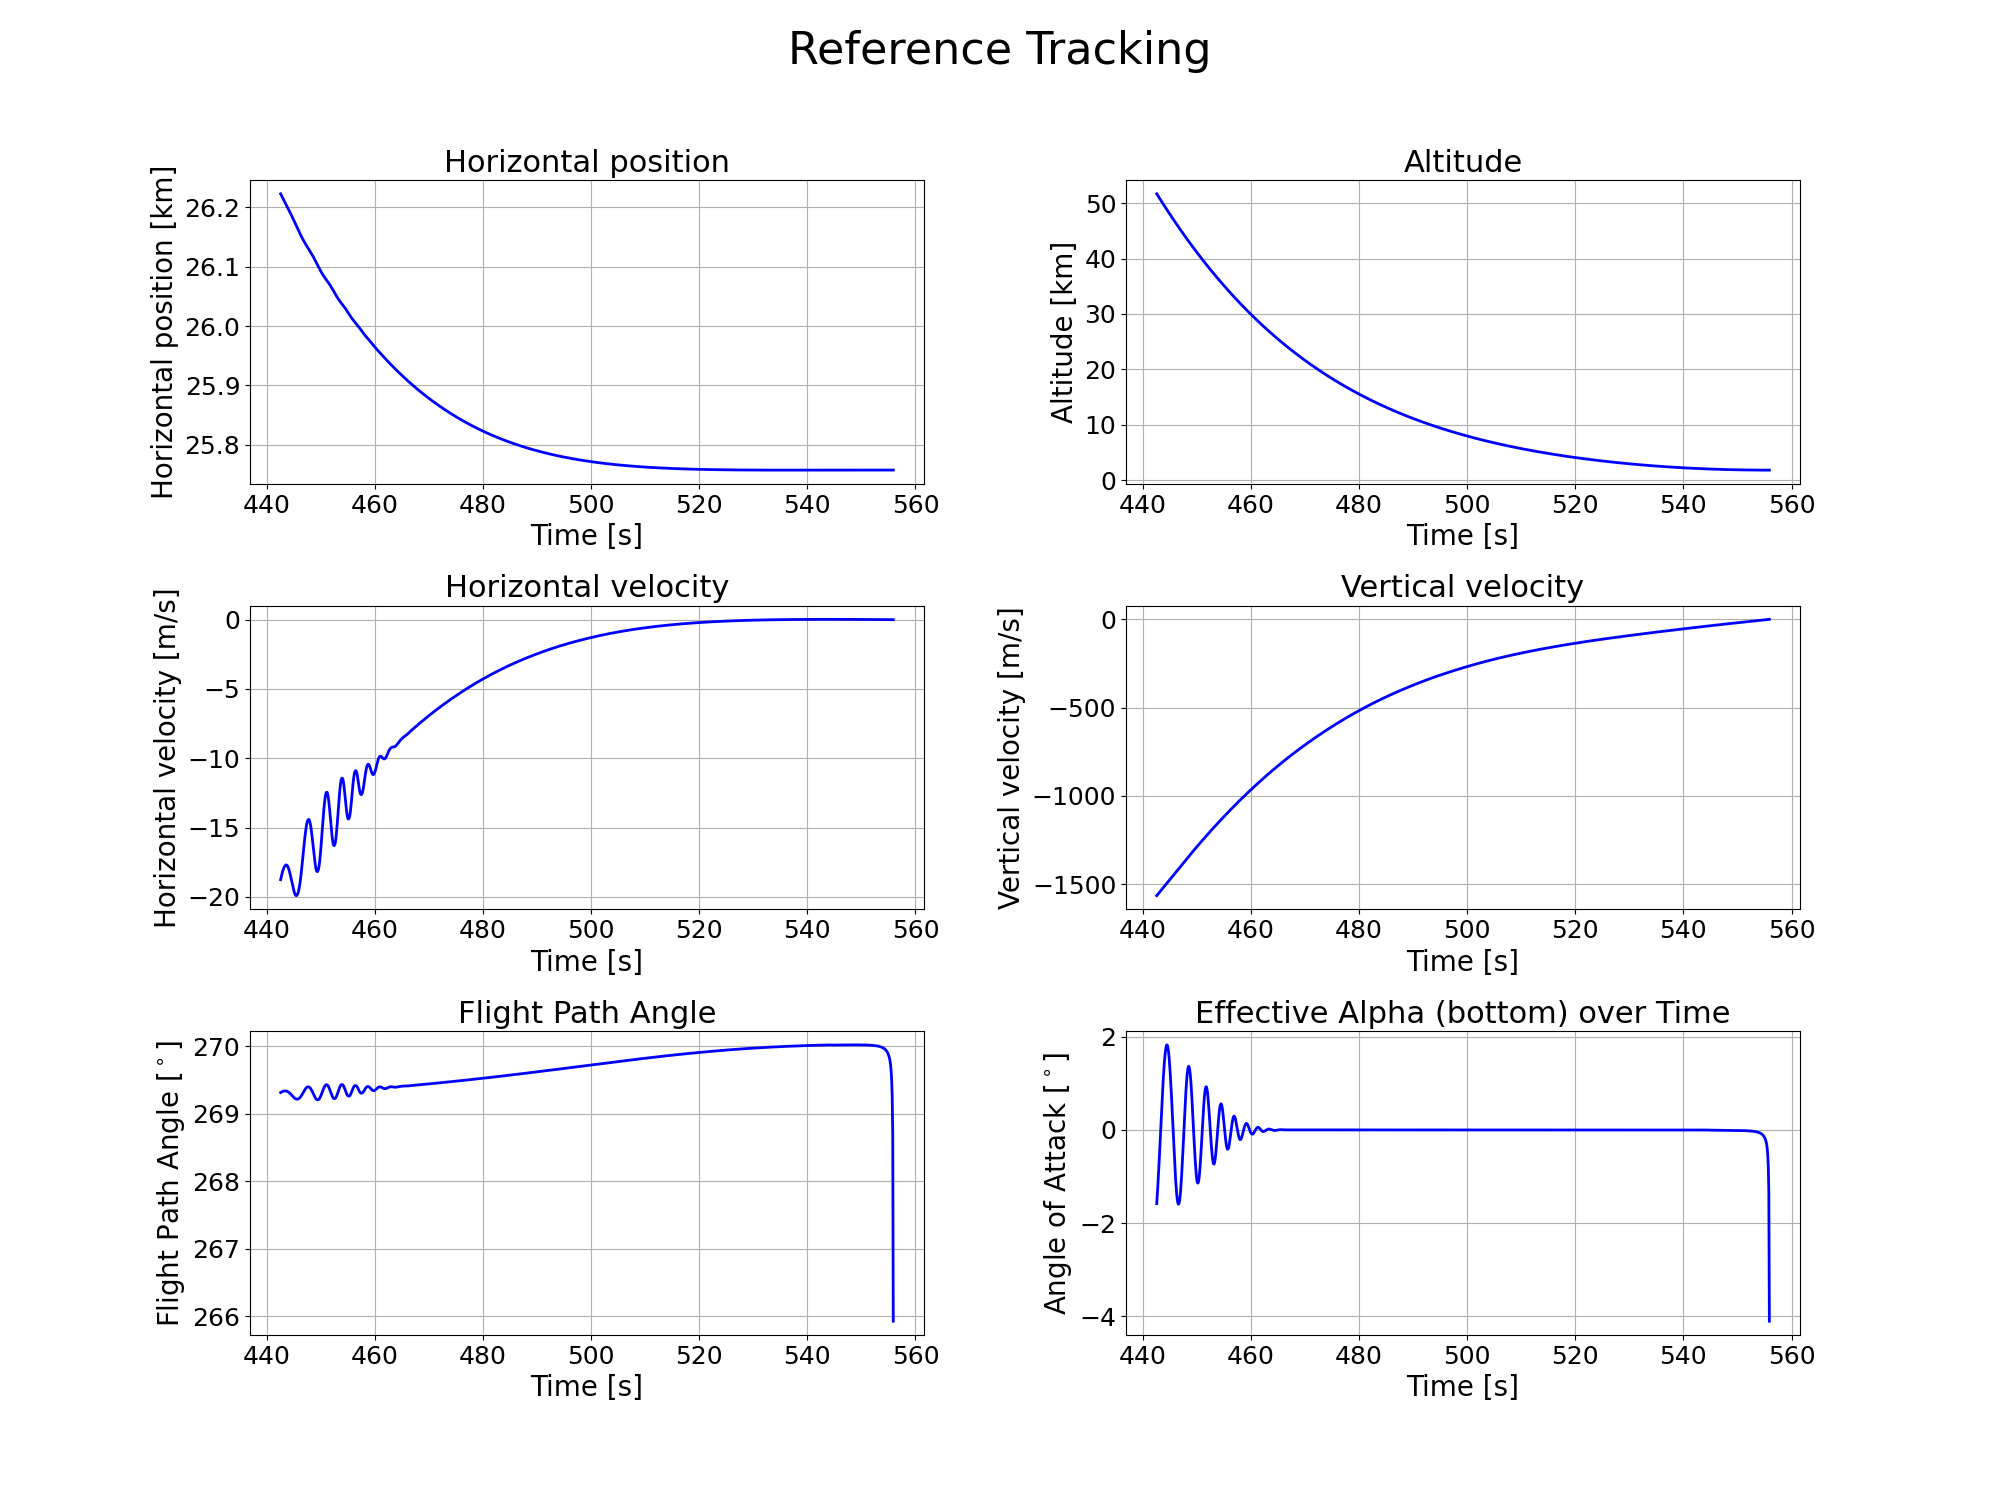 Reference Tracking
Horizontal position
Horizontal position [km]
26.2
26.1
26.0
25.9
25.8
440 460 480 500 520 540 560
Time [s]
Altitude
Altitude [km]
50
40
30
20
10
0
440 460 480 500 520 540 560
Time [s]
Horizontal velocity
Horizontal velocity [m/s]
0
−5
−10
−15
−20
440 460 480 500 520 540 560
Time [s]
Vertical velocity
Vertical velocity [m/s]
0
−500
−1000
−1500
440 460 480 500 520 540 560
Time [s]
Flight Path Angle
Flight Path Angle [°]
270
269
268
267
266
440 460 480 500 520 540 560
Time [s]
Effective Alpha (bottom) over Time
Angle of Attack [°]
2
0
−2
−4
440 460 480 500 520 540 560
Time [s]